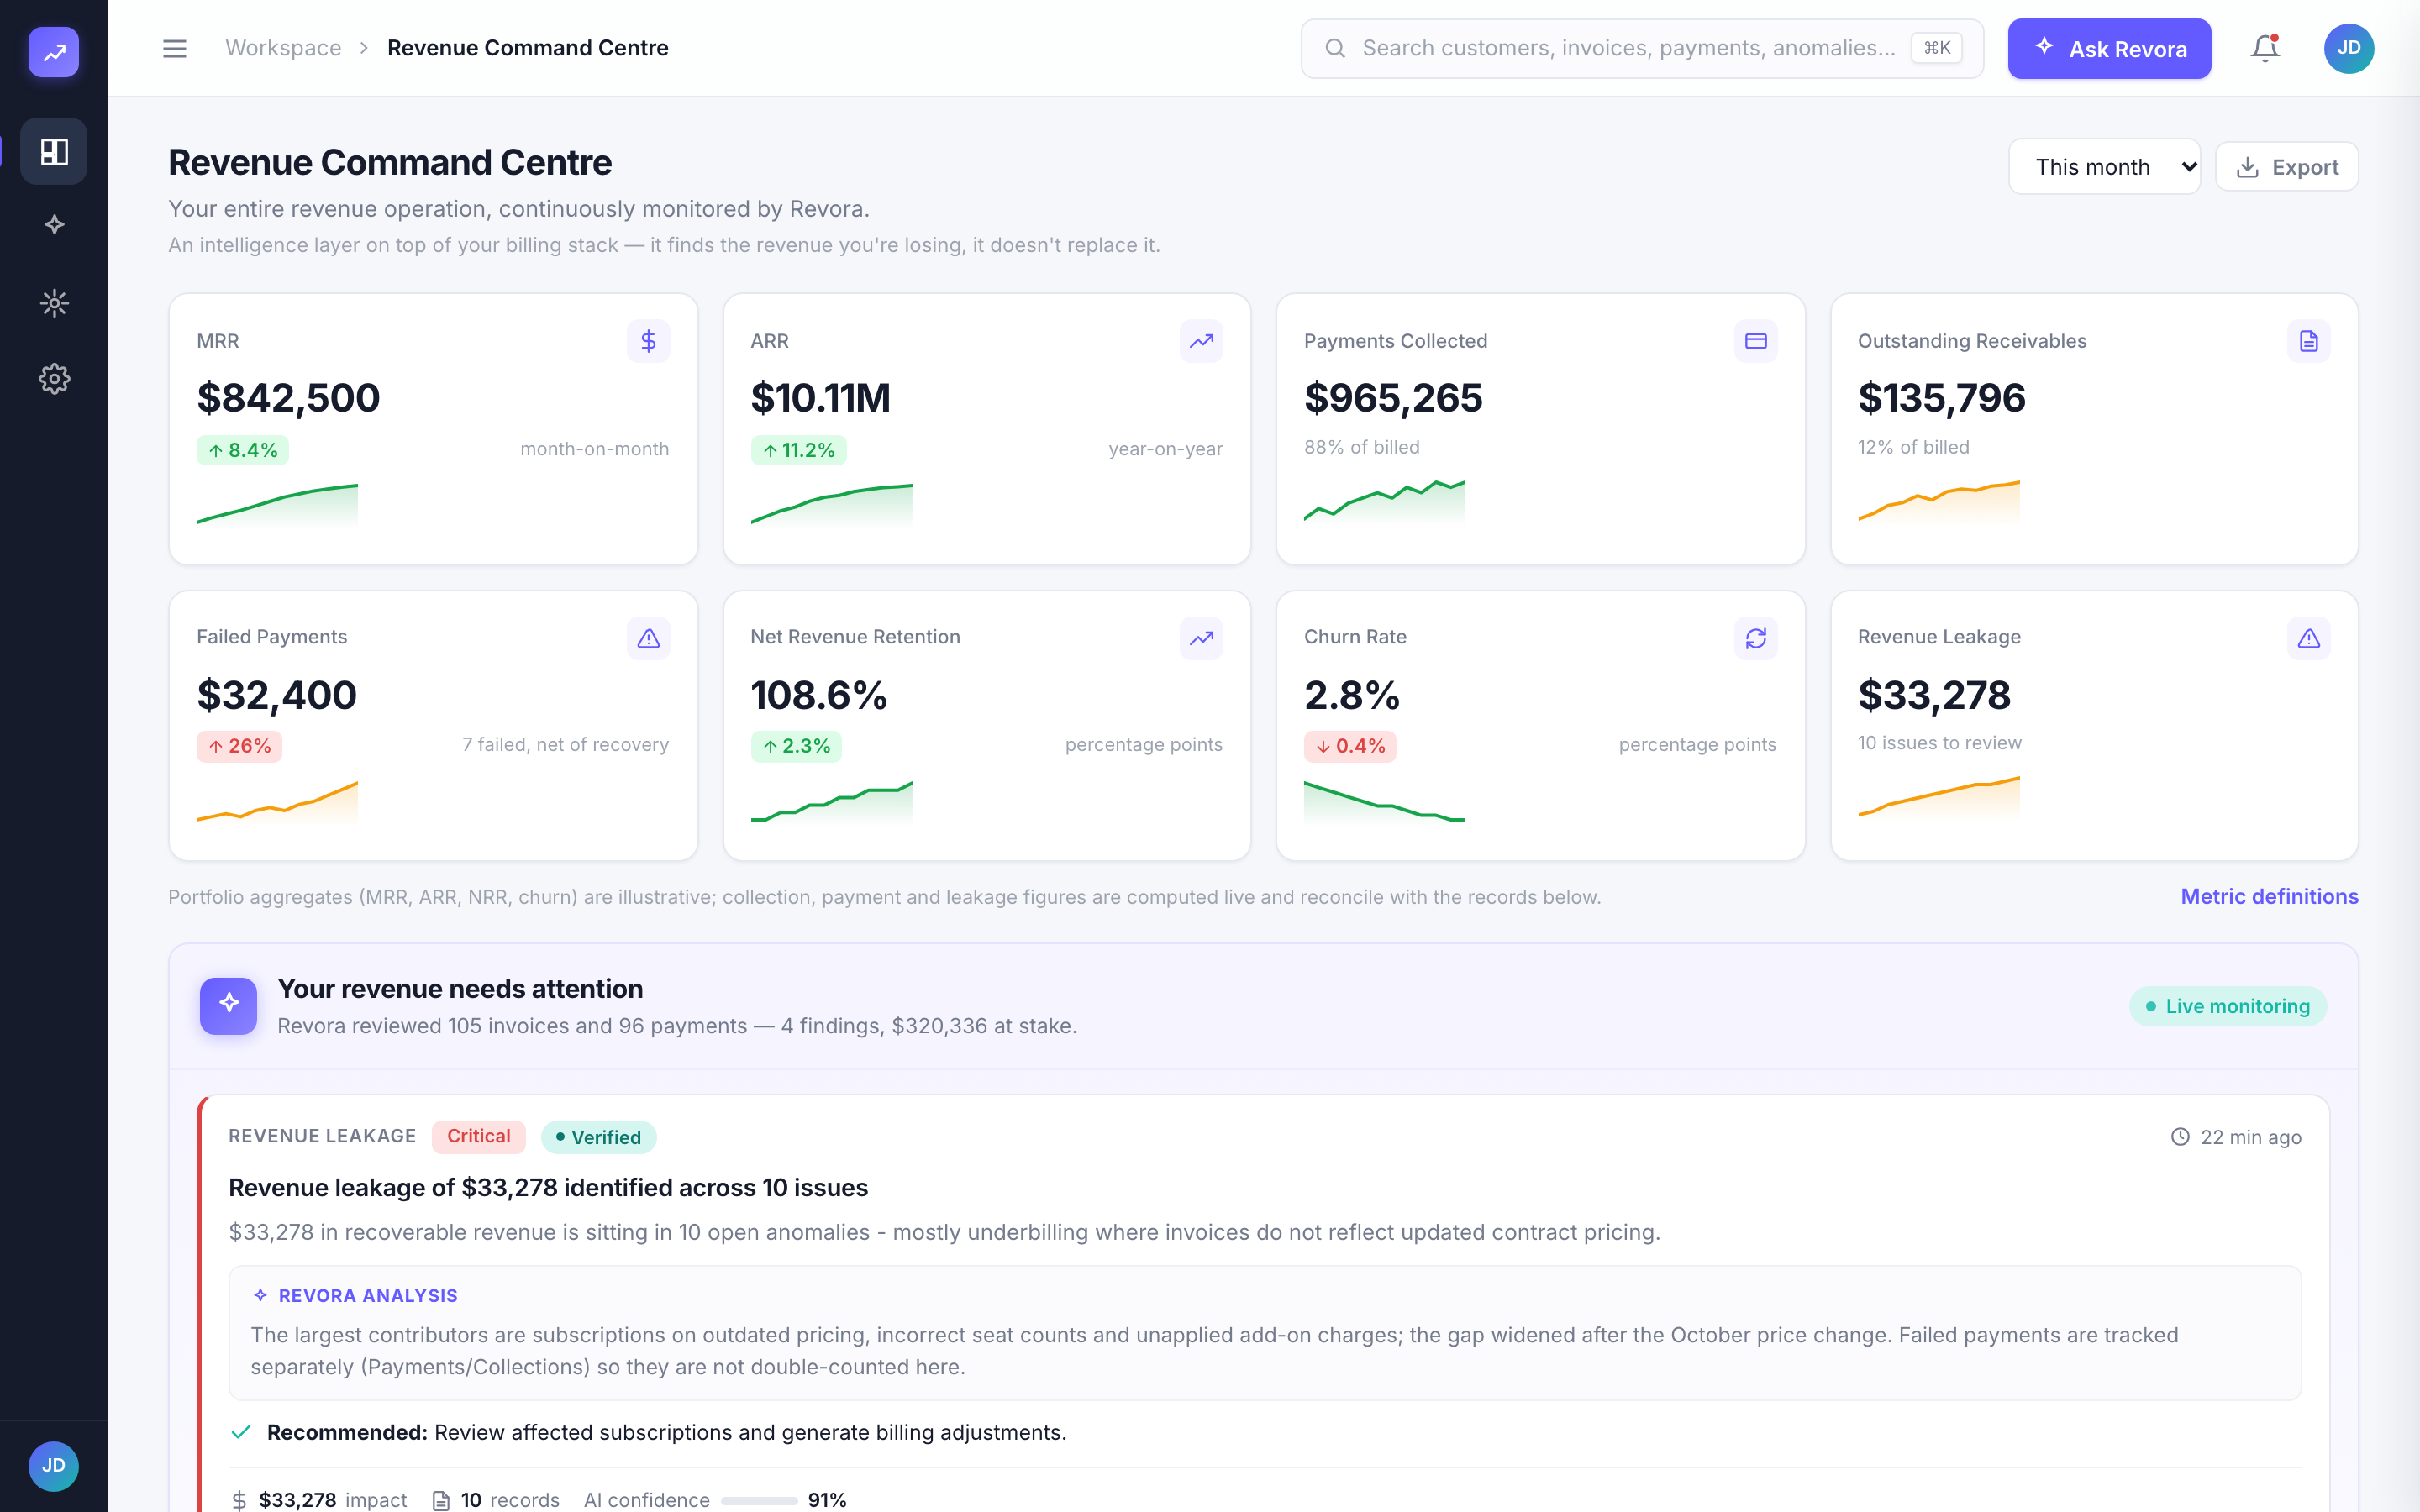 Workspace > Revenue Command Centre
Search customers, invoices, payments, anomalies... ⌘K
Ask Revora
JD
Revenue Command Centre
This month
Export
Your entire revenue operation, continuously monitored by Revora.
An intelligence layer on top of your billing stack — it finds the revenue you're losing, it doesn't replace it.
MRR
$842,500
↑ 8.4% month-on-month
ARR
$10.11M
↑ 11.2% year-on-year
Payments Collected
$965,265
88% of billed
Outstanding Receivables
$135,796
12% of billed
Failed Payments
$32,400
↑ 26% 7 failed, net of recovery
Net Revenue Retention
108.6%
↑ 2.3% percentage points
Churn Rate
2.8%
↓ 0.4% percentage points
Revenue Leakage
$33,278
10 issues to review
Portfolio aggregates (MRR, ARR, NRR, churn) are illustrative; collection, payment and leakage figures are computed live and reconcile with the records below.
Metric definitions
Your revenue needs attention
Revora reviewed 105 invoices and 96 payments — 4 findings, $320,336 at stake.
Live monitoring
REVENUE LEAKAGE Critical Verified
22 min ago
Revenue leakage of $33,278 identified across 10 issues
$33,278 in recoverable revenue is sitting in 10 open anomalies - mostly underbilling where invoices do not reflect updated contract pricing.
REVORA ANALYSIS
The largest contributors are subscriptions on outdated pricing, incorrect seat counts and unapplied add-on charges; the gap widened after the October price change. Failed payments are tracked
separately (Payments/Collections) so they are not double-counted here.
Recommended: Review affected subscriptions and generate billing adjustments.
$33,278 impact 10 records AI confidence 91%
JD